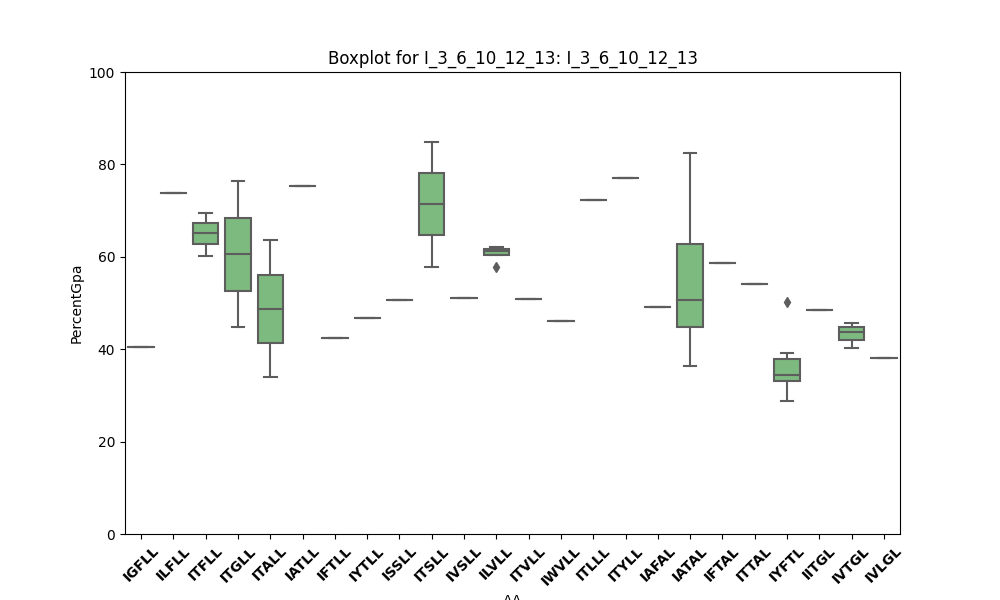 Boxplot for I_3_6_10_12_13: I_3_6_10_12_13
100
80
60
40
20
0
PercentGpa
IGFLL ILFLL ITFLL ITGLL ITALL IATLL IFTLL IYTLL ISSLL ITSLL IVSLL ILVLL ITVLL IWVLL ITLLL ITYLL IAFAL IATAL IFTAL ITTAL IYFTL IITGL IVTGL IVLGL
AA